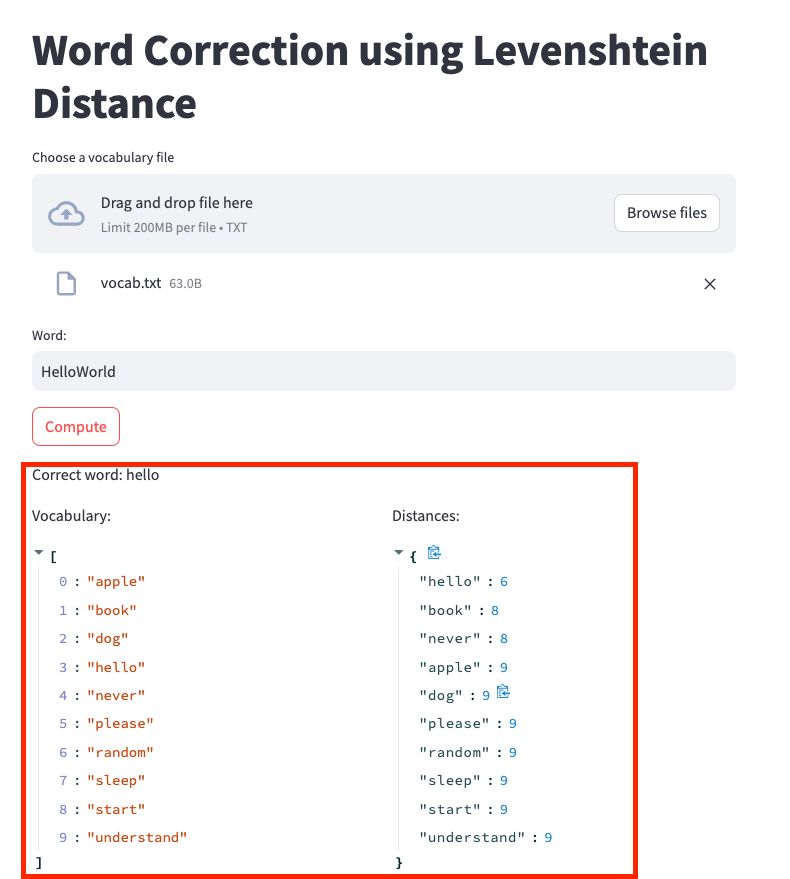 Word Correction using Levenshtein
Distance
Choose a vocabulary file
Drag and drop file here
Limit 200MB per file • TXT
Browse files
vocab.txt 63.0B
Word:
HelloWorld
Compute
Correct word: hello
Vocabulary:
[
0 : "apple"
1 : "book"
2 : "dog"
3 : "hello"
4 : "never"
5 : "please"
6 : "random"
7 : "sleep"
8 : "start"
9 : "understand"
]
Distances:
{
"hello" : 6
"book" : 8
"never" : 8
"apple" : 9
"dog" : 9
"please" : 9
"random" : 9
"sleep" : 9
"start" : 9
"understand" : 9
}